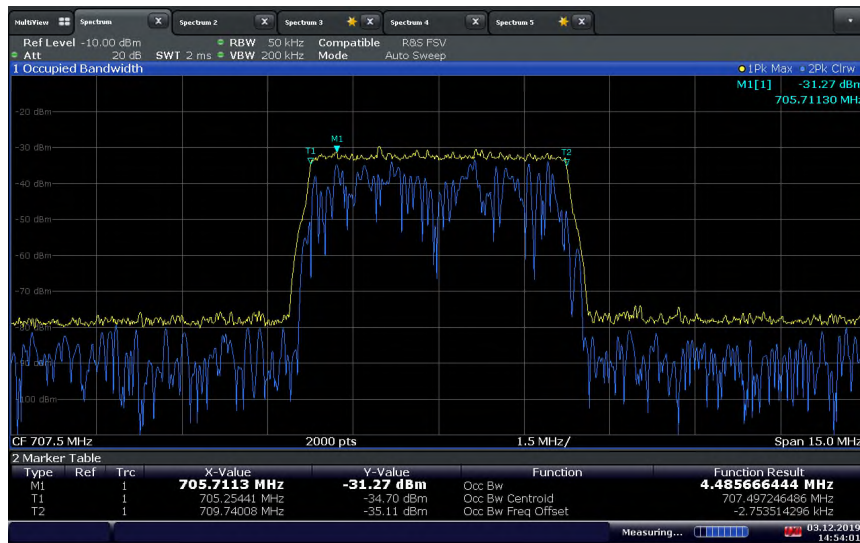 MultiView Spectrum X Spectrum 2 X Spectrum 3 X Spectrum 4 X Spectrum 5 X
Ref Level -10.00 dBm RBW 50 kHz Compatible R&S FSV
Att 20 dB SWT 2 ms VBW 200 kHz Mode Auto Sweep
1 Occupied Bandwidth 1Pk Max 2Pk Clrw
M1[1] -31.27 dBm
705.71130 MHz
-20 dBm
-30 dBm
M1
T1 T2
-40 dBm
-50 dBm
-60 dBm
-70 dBm
-80 dBm
-90 dBm
-100 dBm
CF 707.5 MHz 2000 pts 1.5 MHz/ Span 15.0 MHz
2 Marker Table
Type Ref Trc X-Value Y-Value Function Function Result
M1 1 705.7113 MHz -31.27 dBm Occ Bw 4.485666444 MHz
T1 1 705.25441 MHz -34.70 dBm Occ Bw Centroid 707.497246486 MHz
T2 1 709.74008 MHz -35.11 dBm Occ Bw Freq Offset -2.753514296 kHz
Measuring... 03.12.2019
14:54:01